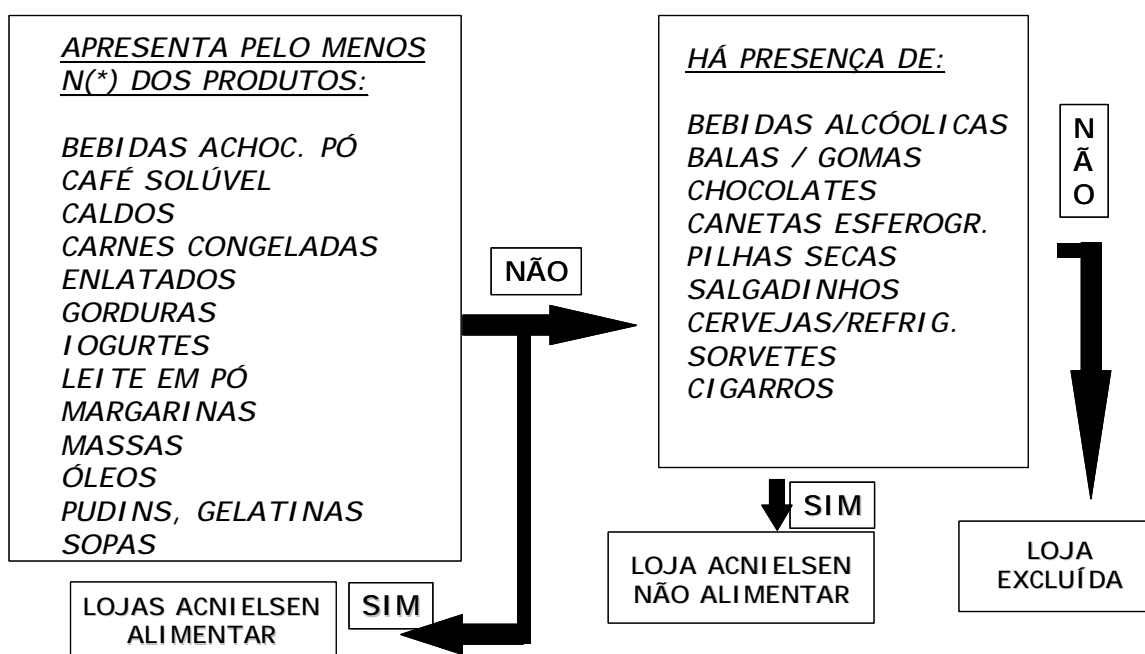 APRESENTA PELO MENOS
N(*) DOS PRODUTOS:
BEBIDAS ACHOC. PÓ
CAFÉ SOLÚVEL
CALDOS
CARNES CONGELADAS
ENLATADOS
GORDURAS
IOGURTES
LEITE EM PÓ
MARGARINAS
MASSAS
ÓLEOS
PUDINS, GELATINAS
SOPAS
NÃO
HÁ PRESENÇA DE:
BEBIDAS ALCÓOLICAS
BALAS / GOMAS
CHOCOLATES
CANETAS ESFEROGR.
PILHAS SECAS
SALGADINHOS
CERVEJAS/REFRIG.
SORVETES
CIGARROS
N
Ã
O
SIM
LOJA ACNIELSEN
NÃO ALIMENTAR
LOJA
EXCLUÍDA
LOJAS ACNIELSEN
ALIMENTAR
SIM